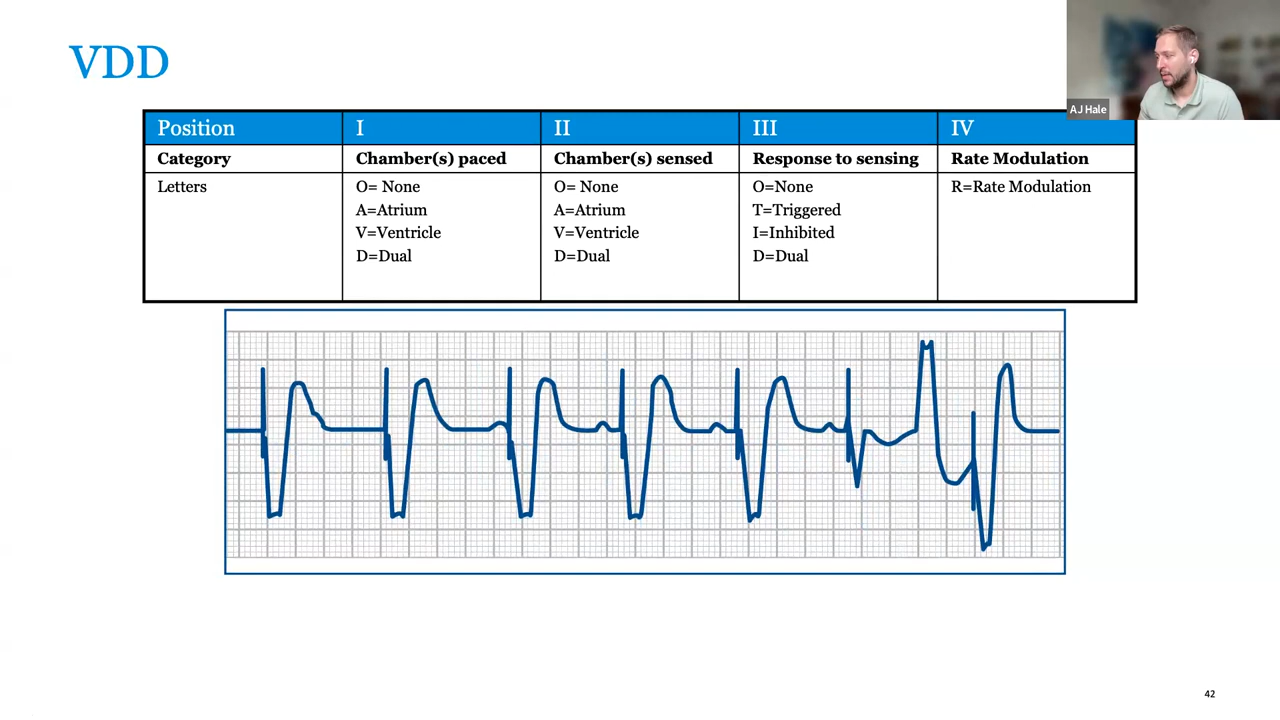 VDD
A J Hale
Position I II III IV
Category Chamber(s) paced Chamber(s) sensed Response to sensing Rate Modulation
Letters O= None O= None O=None R=Rate Modulation
A=Atrium A=Atrium T=Triggered
V=Ventricle V=Ventricle I=Inhibited
D=Dual D=Dual D=Dual
42